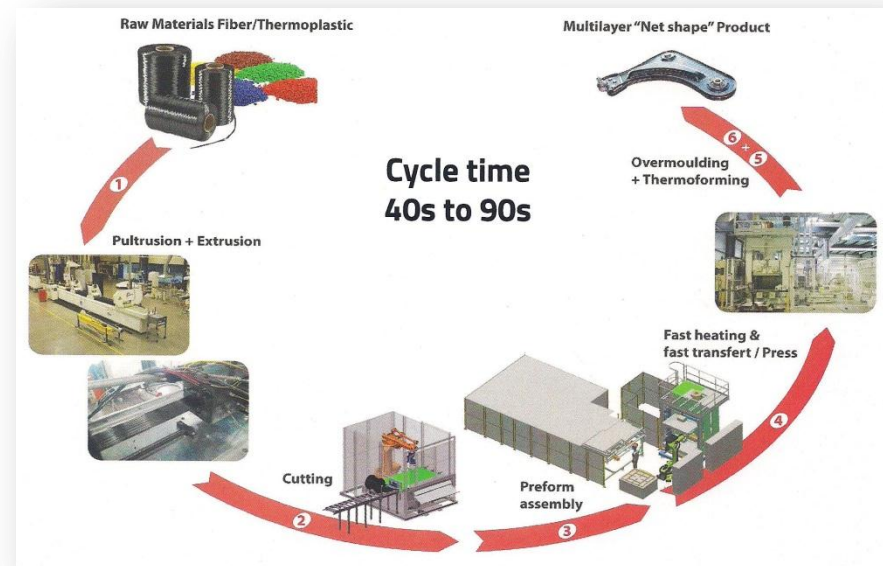 Raw Materials Fiber/Thermoplastic
Multilayer “Net shape” Product
6 + 5
Overmoulding
+ Thermoforming
Cycle time
40s to 90s
1
Pultrusion + Extrusion
Fast heating &
fast transfert / Press
4
Cutting
Preform
assembly
2
3